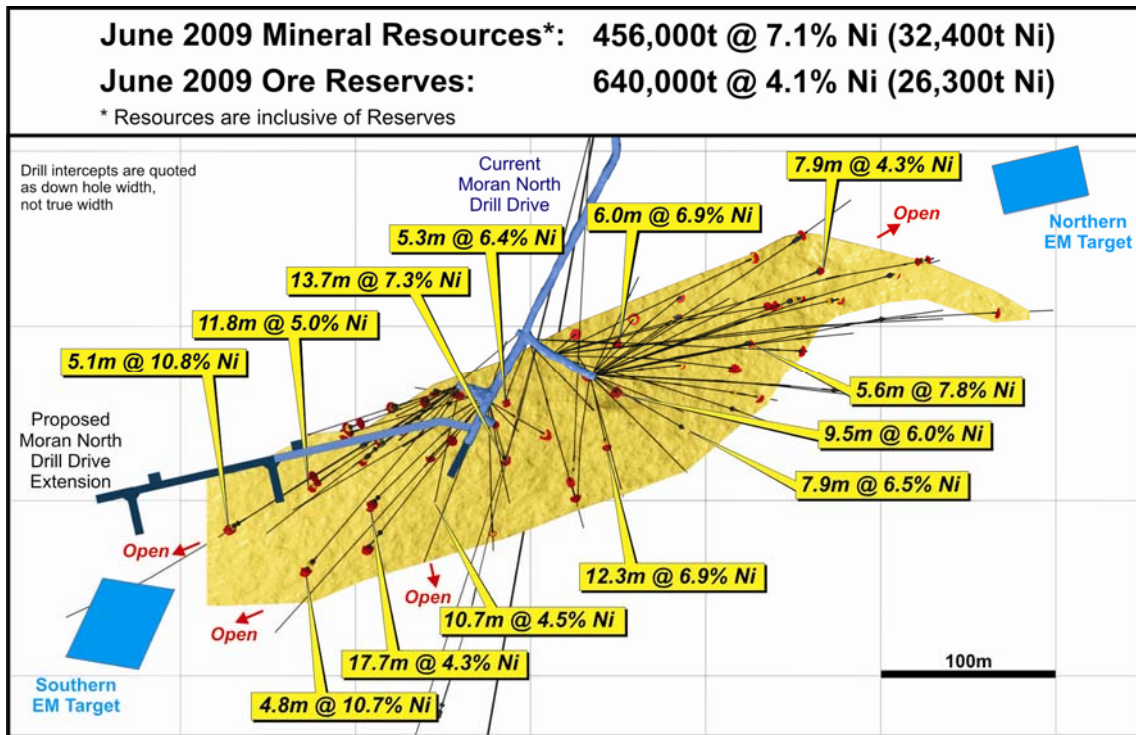 June 2009 Mineral Resources*: 456,000t @ 7.1% Ni (32,400t Ni)
June 2009 Ore Reserves: 640,000t @ 4.1% Ni (26,300t Ni)
* Resources are inclusive of Reserves
Drill intercepts are quoted
as down hole width,
not true width
Current
Moran North
Drill Drive
7.9m @ 4.3% Ni
Open
Northern
EM Target
6.0m @ 6.9% Ni
5.3m @ 6.4% Ni
13.7m @ 7.3% Ni
11.8m @ 5.0% Ni
5.1m @ 10.8% Ni
5.6m @ 7.8% Ni
Proposed
Moran North
Drill Drive
Extension
9.5m @ 6.0% Ni
7.9m @ 6.5% Ni
Open
12.3m @ 6.9% Ni
Open
10.7m @ 4.5% Ni
Open
17.7m @ 4.3% Ni
4.8m @ 10.7% Ni
Southern
EM Target
100m